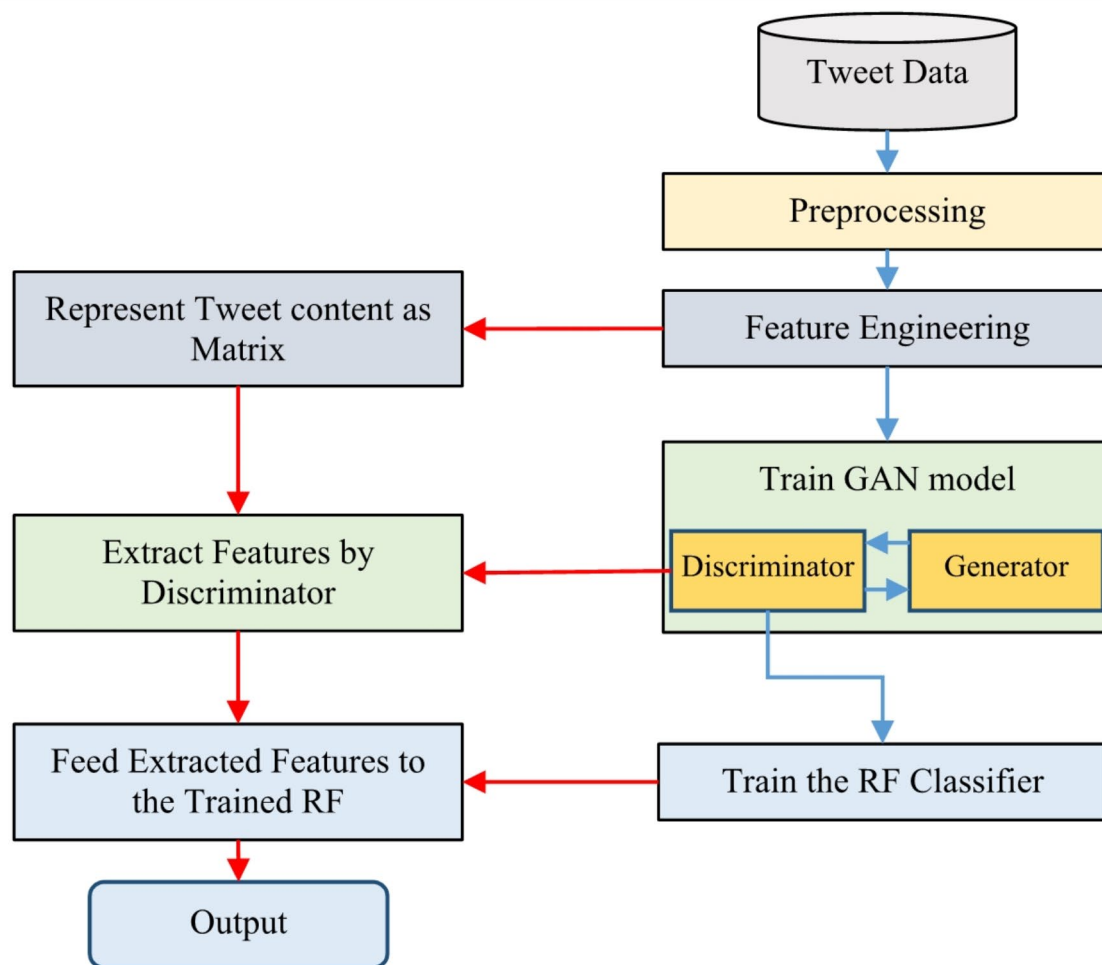 Tweet Data
Preprocessing
Represent Tweet content as
Matrix
Feature Engineering
Train GAN model
Extract Features by
Discriminator
Discriminator
Generator
Feed Extracted Features to
the Trained RF
Train the RF Classifier
Output